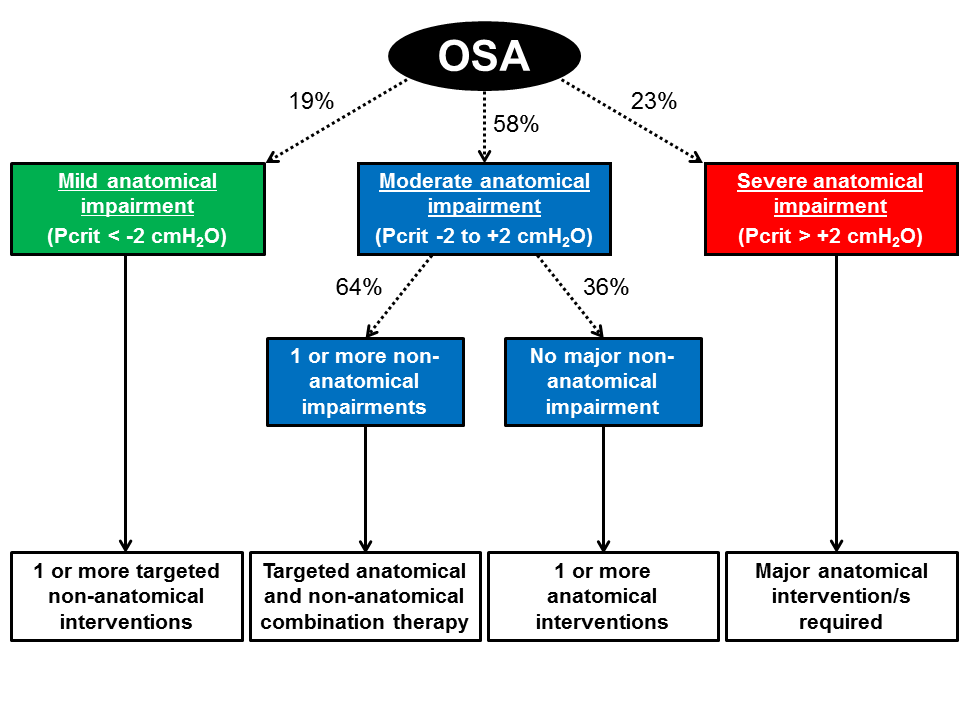 OSA
19%
58%
23%
Mild anatomical
impairment
(Pcrit < -2 cmH₂O)
Moderate anatomical
impairment
(Pcrit -2 to +2 cmH₂O)
Severe anatomical
impairment
(Pcrit > +2 cmH₂O)
64%
36%
1 or more non-
anatomical
impairments
No major non-
anatomical
impairment
1 or more targeted
non-anatomical
interventions
Targeted anatomical
and non-anatomical
combination therapy
1 or more
anatomical
interventions
Major anatomical
intervention/s
required